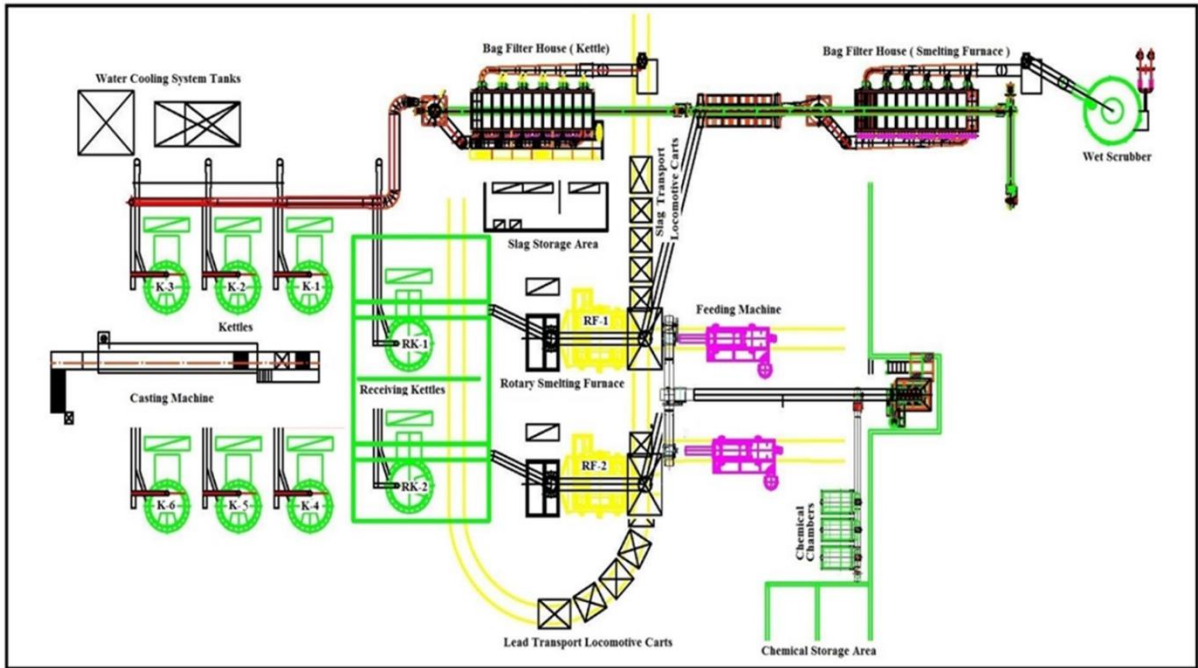 Bag Filter House ( Kettle)
Bag Filter House ( Smelting Furnace )
Water Cooling System Tanks
Wet Scrubber
Slag Transport
Locomotive Carts
Slag Storage Area
K-3
K-2
K-1
Kettles
RF-1
Feeding Machine
RK-1
Casting Machine
Receiving Kettles
Rotary Smelting Furnace
RF-2
RK-2
K-6
K-5
K-4
Chemical
Chambers
Lead Transport Locomotive Carts
Chemical Storage Area